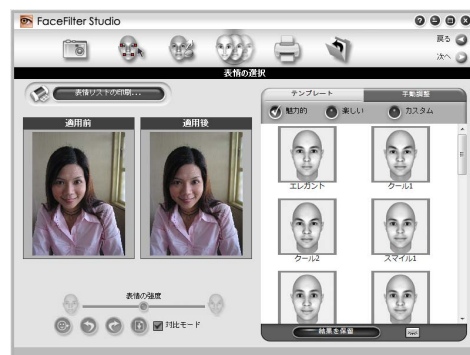 FaceFilter Studio
戻る
次へ
表情の選択
表情リストの印刷...
テンプレート
手動調整
魅力的
楽しい
カスタム
適用前
適用後
エレガント
クール1
クール2
スマイル1
表情の強度
対比モード
結果を保留